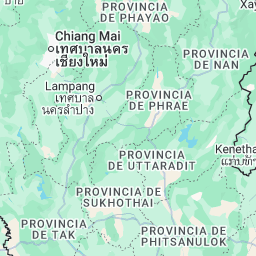 PROVINCIA
DE PHAYAO
Chiang Mai
เทศบาลนคร
เชียงใหม่
PROVINCIA
DE NAN
Lampang
เทศบาล
นครลำปาง
PROVINCIA
DE PHRAE
PROVINCIA
DE UTTARADIT
PROVINCIA DE
SUKHOTHAI
PROVINCIA
DE TAK
PROVINCIA DE
PHITSANULOK